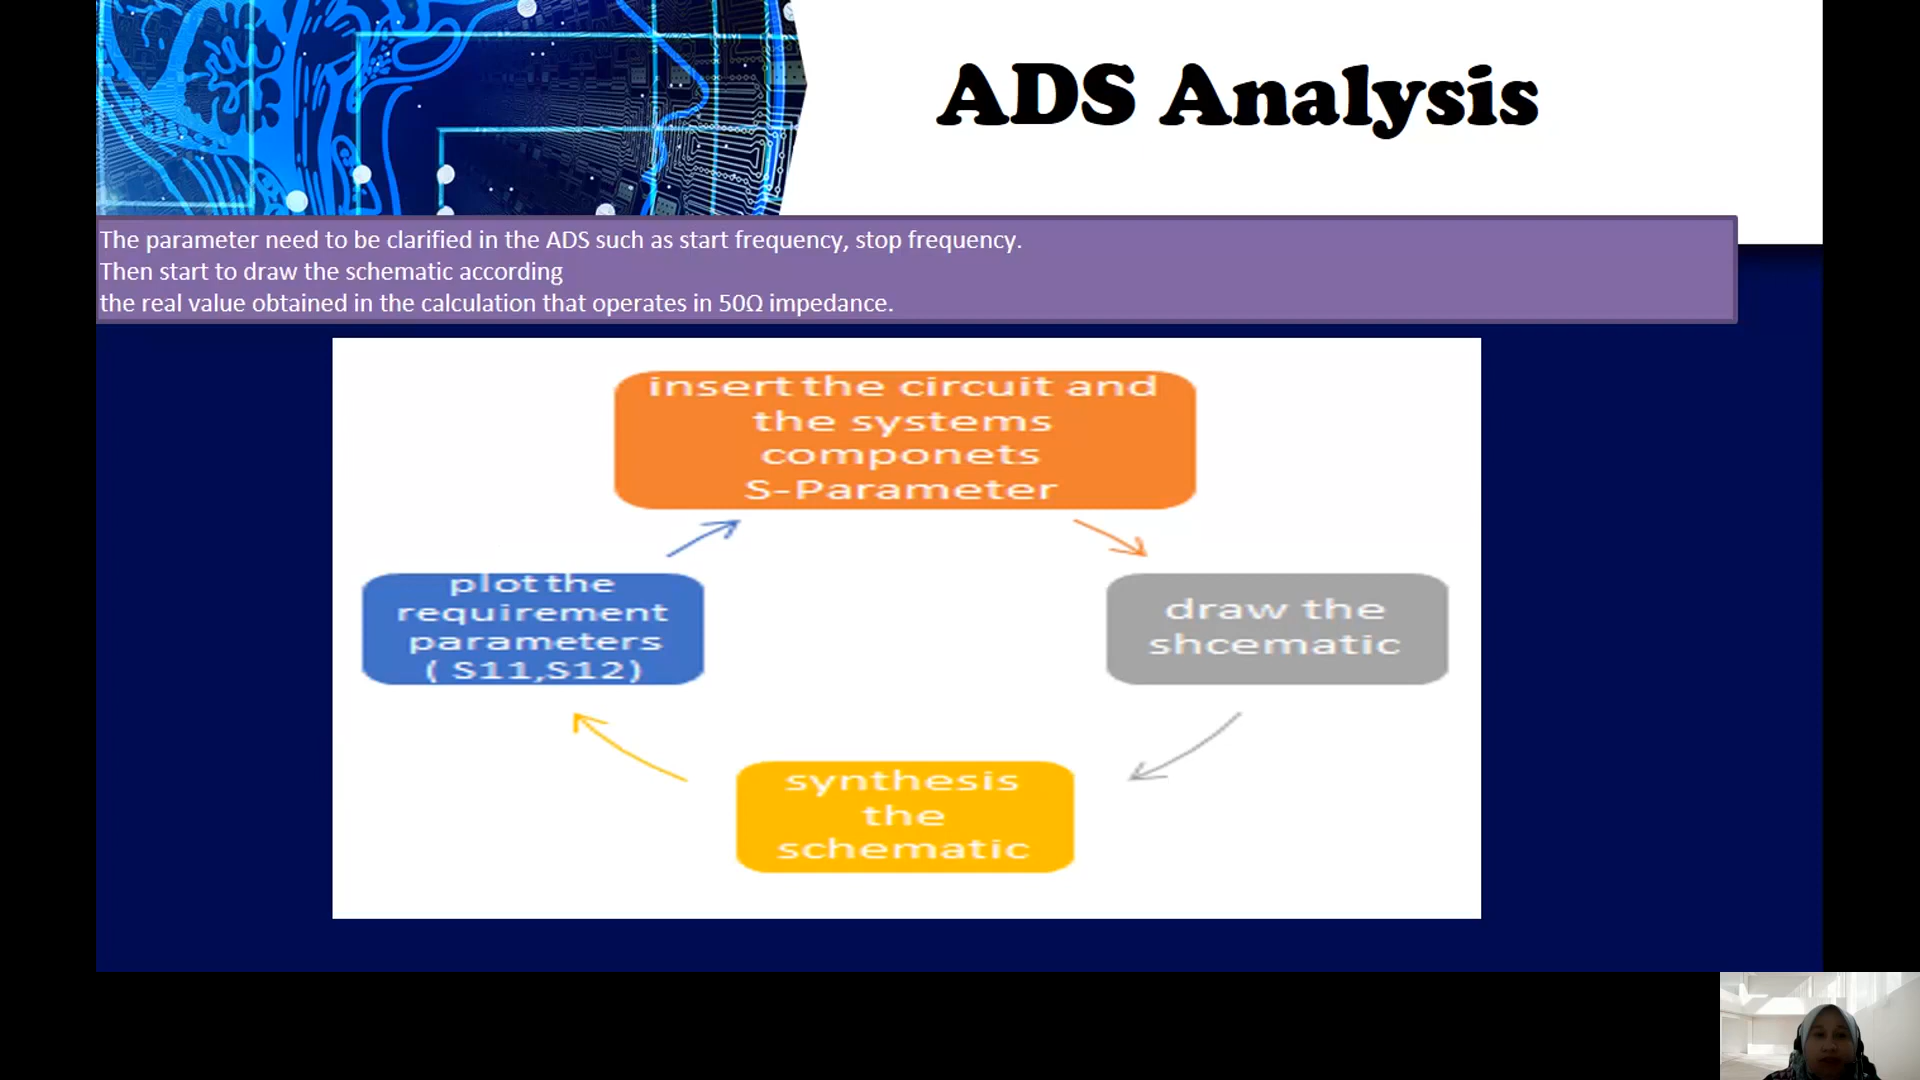 ADS Analysis
The parameter need to be clarified in the ADS such as start frequency, stop frequency.
Then start to draw the schematic according
the real value obtained in the calculation that operates in 50Ω impedance.
insert the circuit and
the systems
componets
S-Parameter
plot the
requirement
parameters
( S11,S12)
draw the
shcematic
synthesis
the
schematic